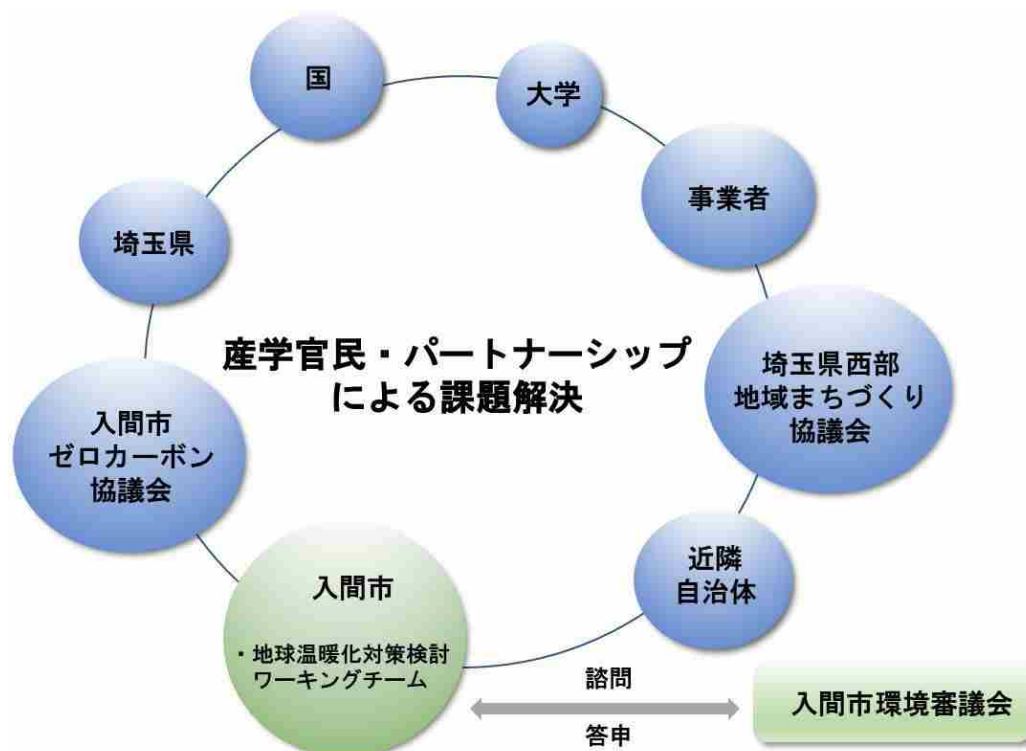 国
大学
事業者
埼玉県
産学官民・パートナーシップ
による課題解決
埼玉県西部
地域まちづくり
協議会
入間市
ゼロカーボン
協議会
近隣
自治体
入間市
・地球温暖化対策検討
ワーキングチーム
諮問
答申
入間市環境審議会